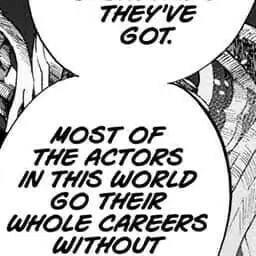 THEY'VE
GOT.
MOST OF
THE ACTORS
IN THIS WORLD
GO THEIR
WHOLE CAREERS
WITHOUT